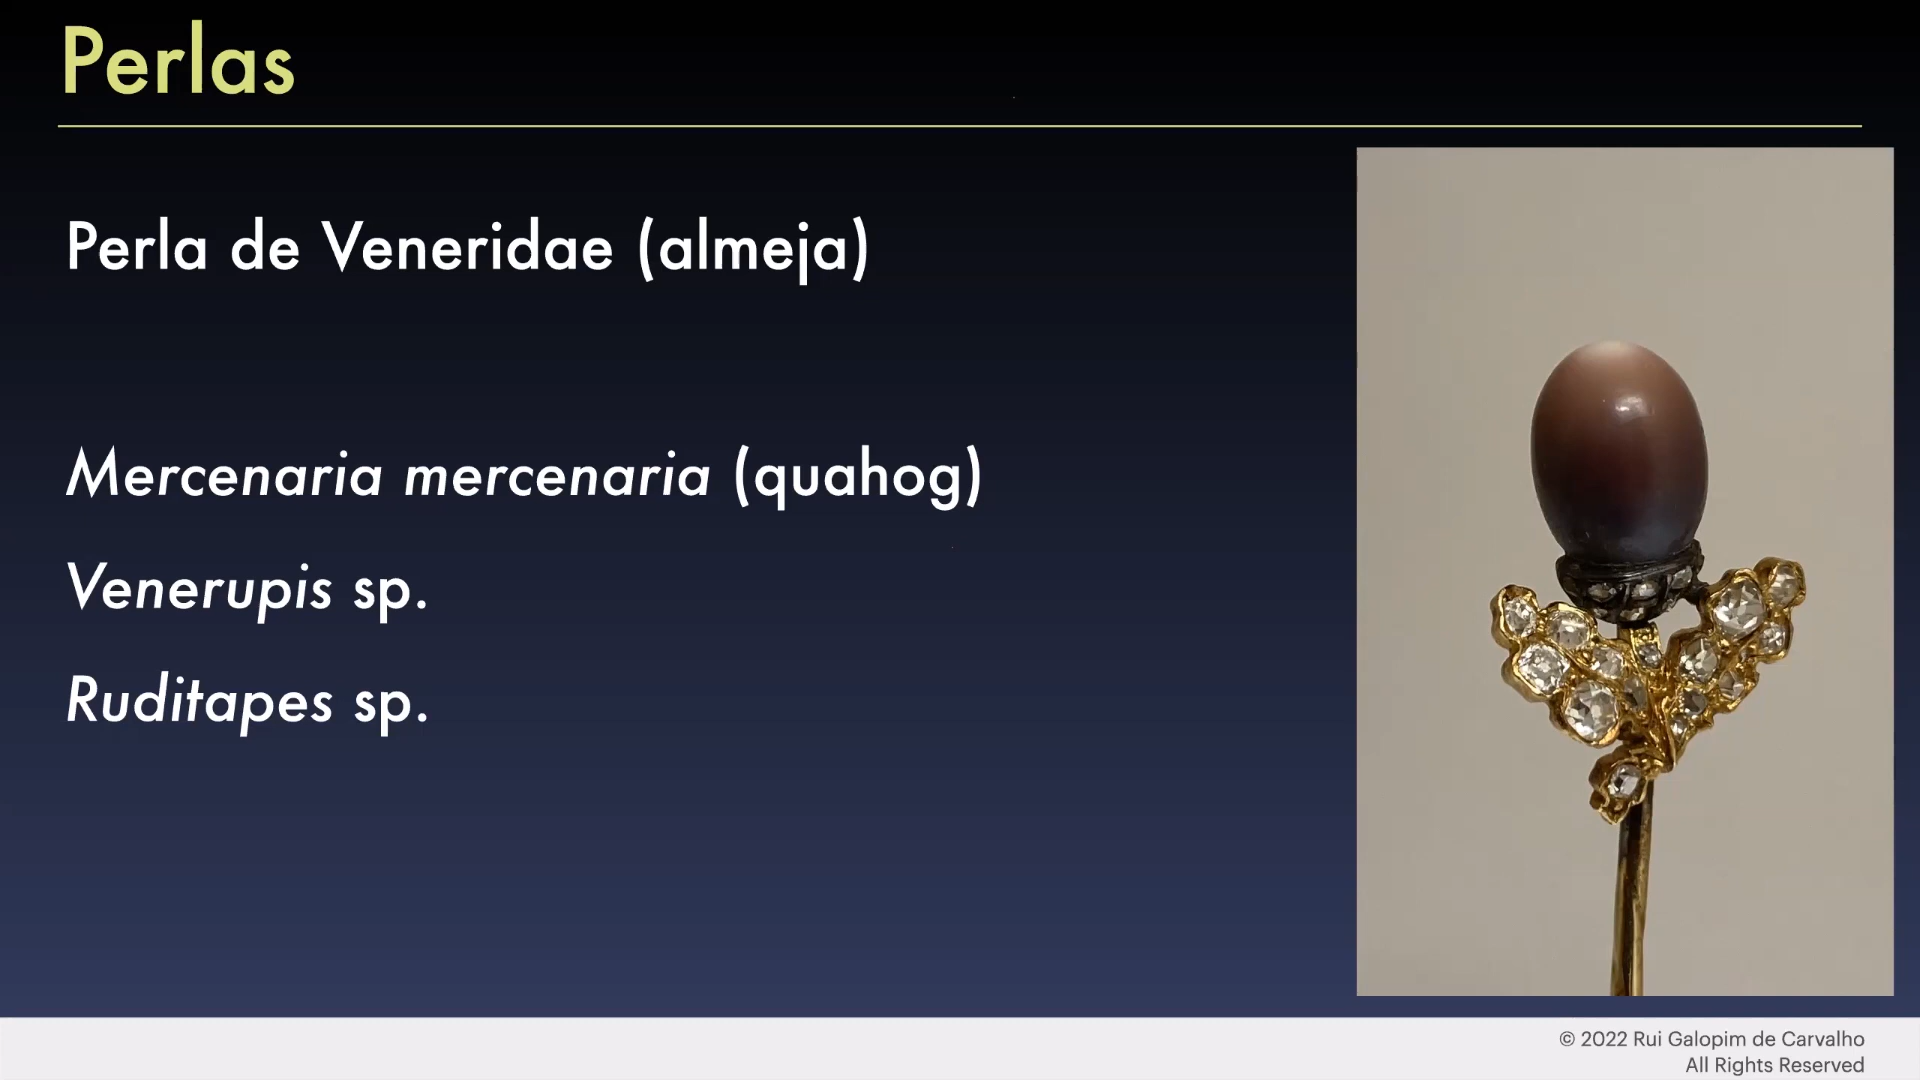 Perlas
Perla de Veneridae (almeja)
Mercenaria mercenaria (quahog)
Venerupis sp.
Ruditapes sp.
© 2022 Rui Galopim de Carvalho
All Rights Reserved